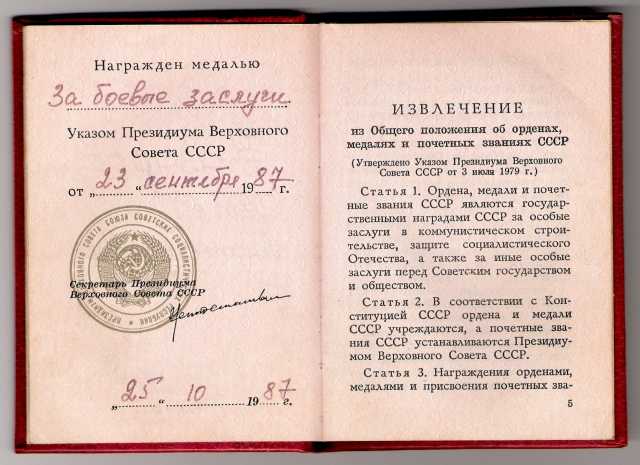 Награжден медалью
За боевые заслуги
Указом Президиума Верховного
Совета СССР
от „23“ сентября 1987 г.
Секретарь Президиума
Верховного Совета СССР
„25“ 10 1987 г.
ИЗВЛЕЧЕНИЕ
из Общего положения об орденах,
медалях и почетных званиях СССР
(Утверждено Указом Президиума Верховного
Совета СССР от 3 июля 1979 г.)
Статья 1. Ордена, медали и почет-
ные звания СССР являются государ-
ственными наградами СССР за особые
заслуги в коммунистическом строи-
тельстве, защите социалистического
Отечества, а также за иные особые
заслуги перед Советским государством
и обществом.
Статья 2. В соответствии с Кон-
ституцией СССР ордена и медали
СССР учреждаются, а почетные зва-
ния СССР устанавливаются Президиу-
мом Верховного Совета СССР.
Статья 3. Награждения орденами,
медалями и присвоения почетных зва-
5